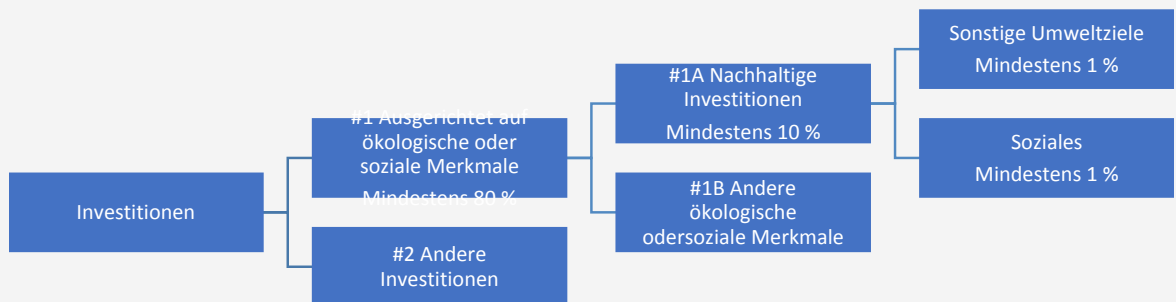 Investitionen
#1 Ausgerichtet auf
ökologische oder
soziale Merkmale
Mindestens 80 %
#2 Andere
Investitionen
#1A Nachhaltige
Investitionen
Mindestens 10 %
#1B Andere
ökologische
odersoziale Merkmale
Sonstige Umweltziele
Mindestens 1 %
Soziales
Mindestens 1 %